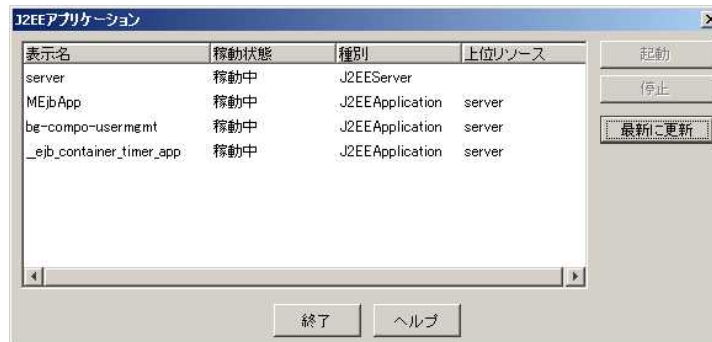 J2EEアプリケーション
表示名 稼動状態 種別 上位リソース
server 稼動中 J2EEServer
MEjbApp 稼動中 J2EEApplication server
bg-compo-usermgmt 稼動中 J2EEApplication server
_ejb_container_timer_app 稼動中 J2EEApplication server
起動
停止
最新に更新
終了 ヘルプ